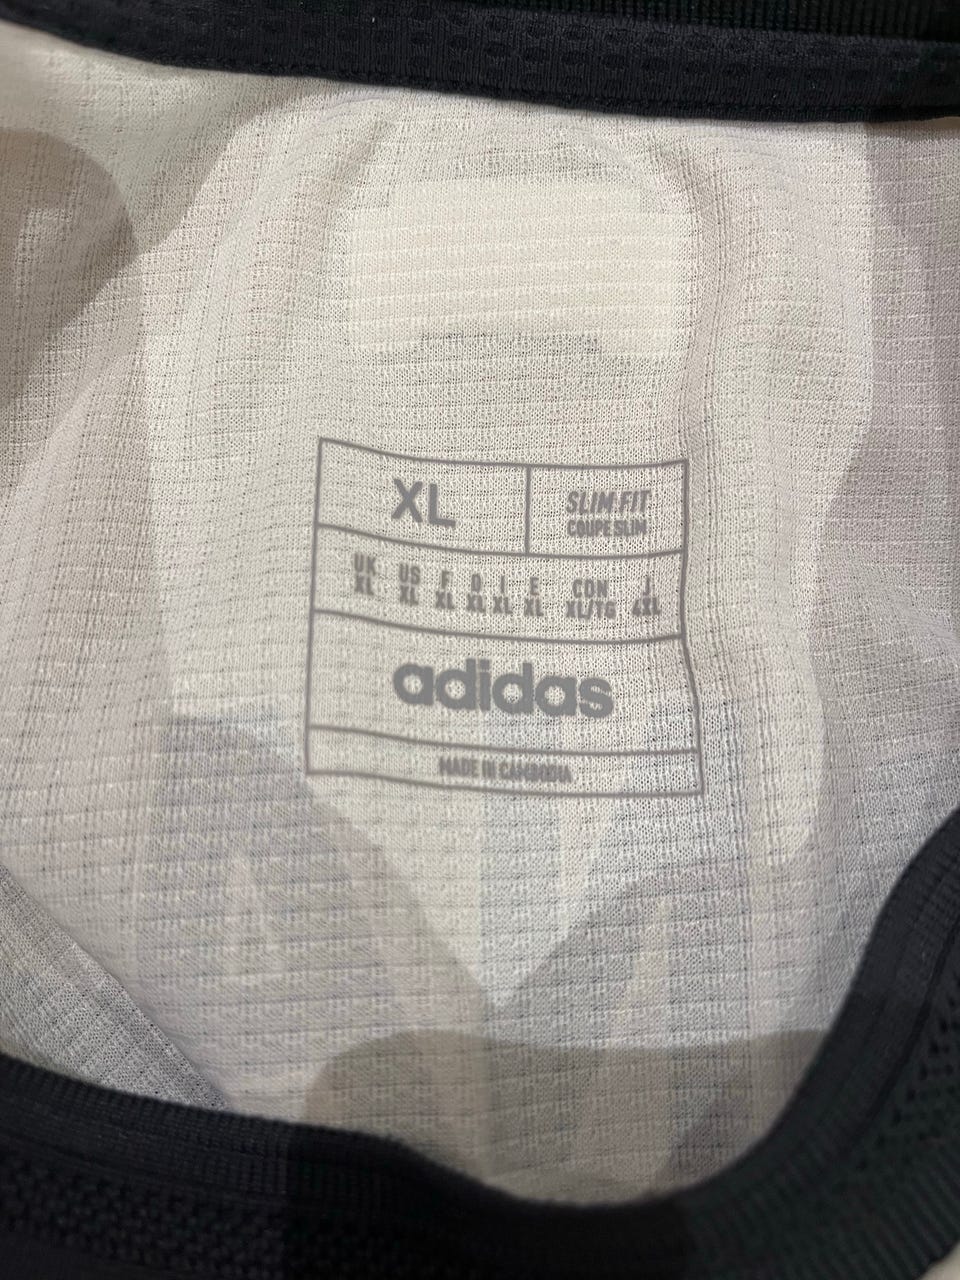 XL
SLIM FIT
COUPE SLIM
UK US F D I E CDN J
XL XL XL XL XL XL XL/TG 4XL
adidas
MADE IN CAMBODIA